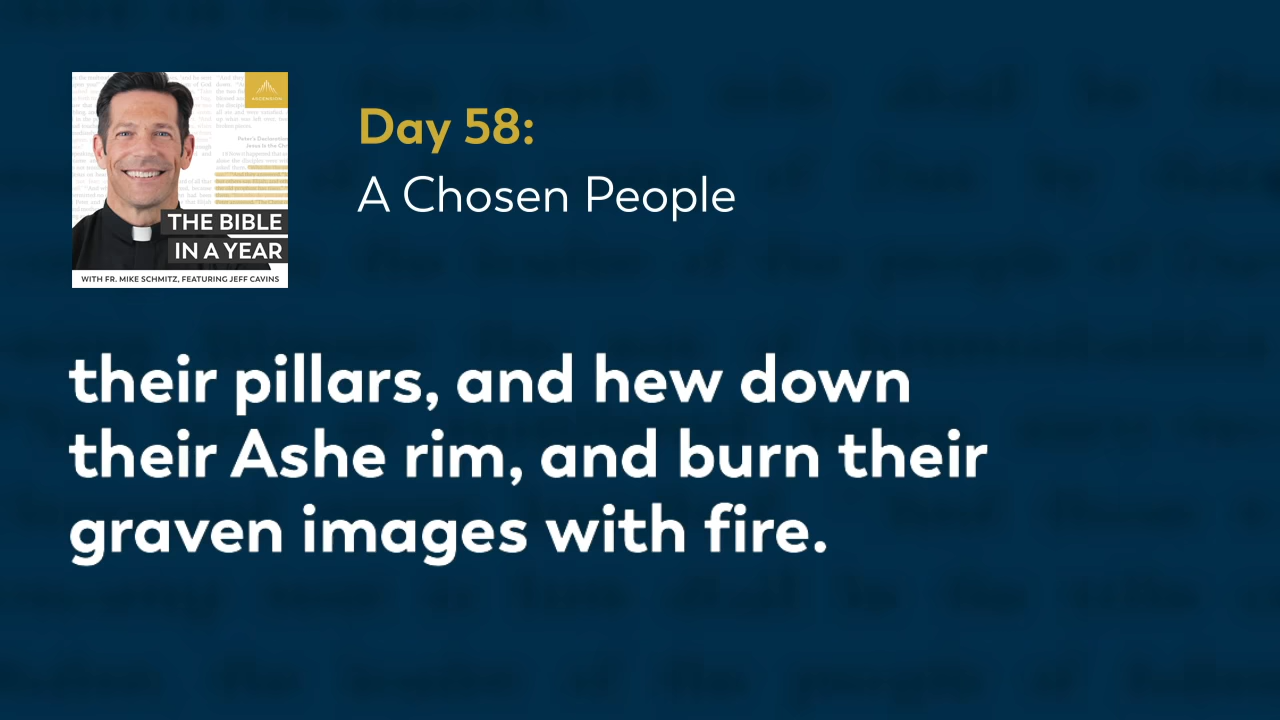 THE BIBLE
IN A YEAR
WITH FR. MIKE SCHMITZ, FEATURING JEFF CAVINS
Day 58:
A Chosen People
their pillars, and hew down
their Ashe rim, and burn their
graven images with fire.